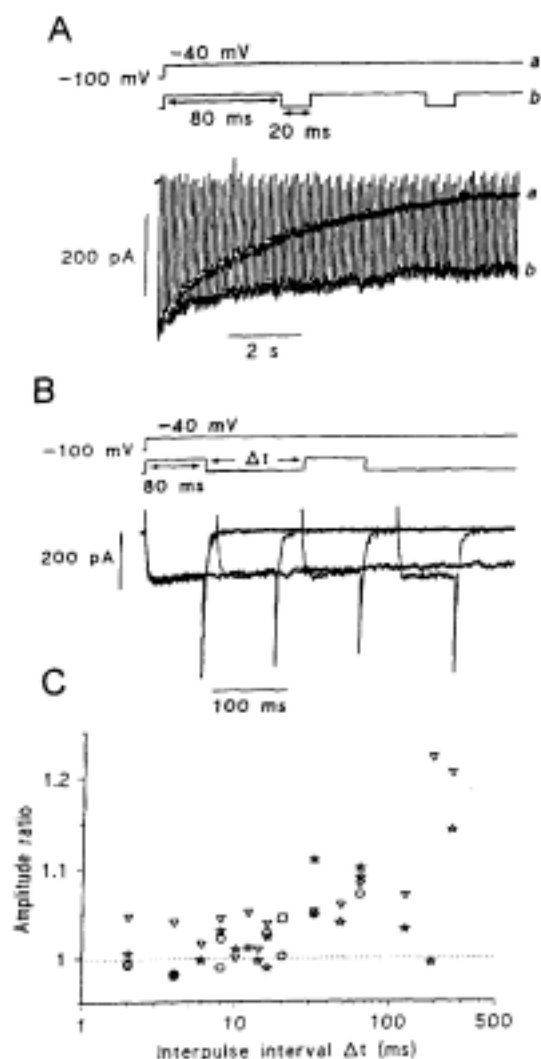 A
-40 mV
a
-100 mV
b
80 ms
20 ms
a
200 pA
b
2 s
B
-40 mV
-100 mV
Δt
80 ms
200 pA
100 ms
C
Amplitude ratio
1.2
1.1
1
1 10 100 500
Interpulse interval Δt (ms)